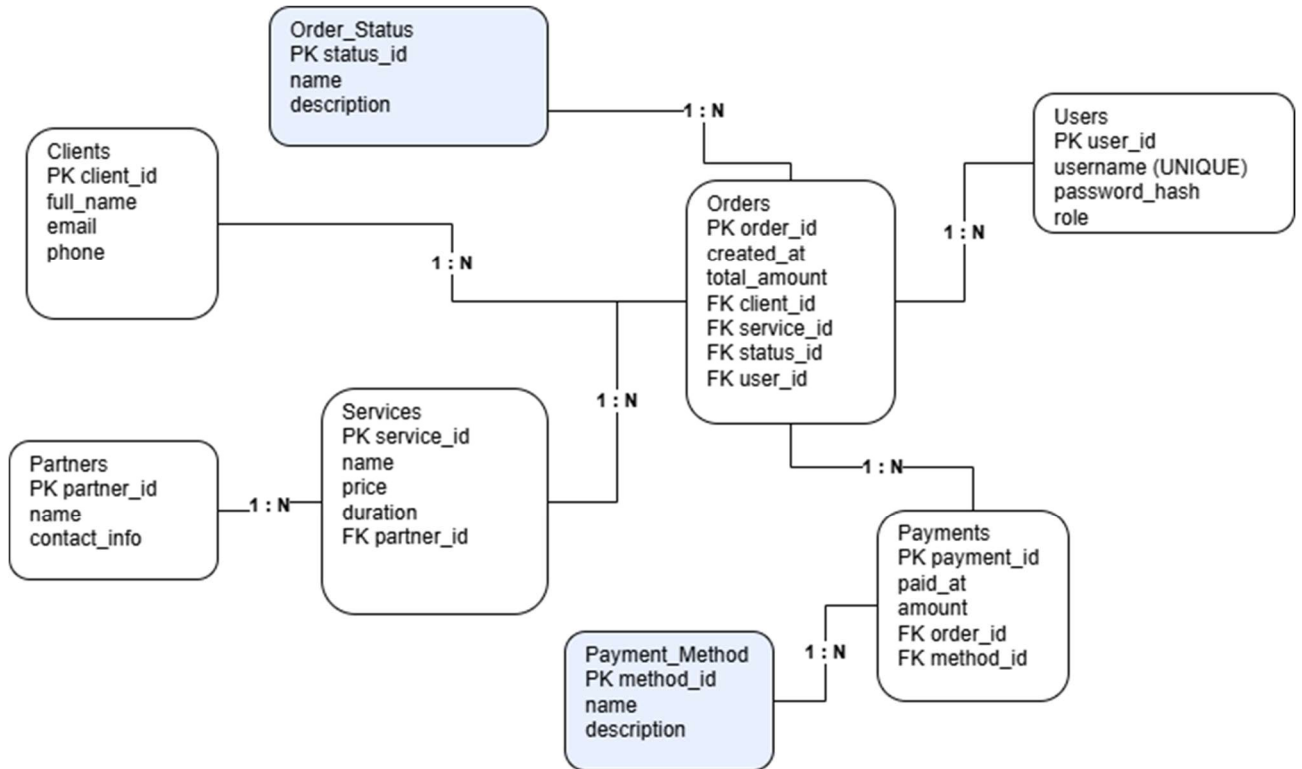 Order_Status
PK status_id
name
description
1 : N
Users
PK user_id
username (UNIQUE)
password_hash
role
Clients
PK client_id
full_name
email
phone
1 : N
Orders
PK order_id
created_at
total_amount
FK client_id
FK service_id
FK status_id
FK user_id
1 : N
1 : N
Services
PK service_id
name
price
duration
FK partner_id
Partners
PK partner_id
name
contact_info
1 : N
1 : N
Payments
PK payment_id
paid_at
amount
FK order_id
FK method_id
Payment_Method
PK method_id
name
description
1 : N